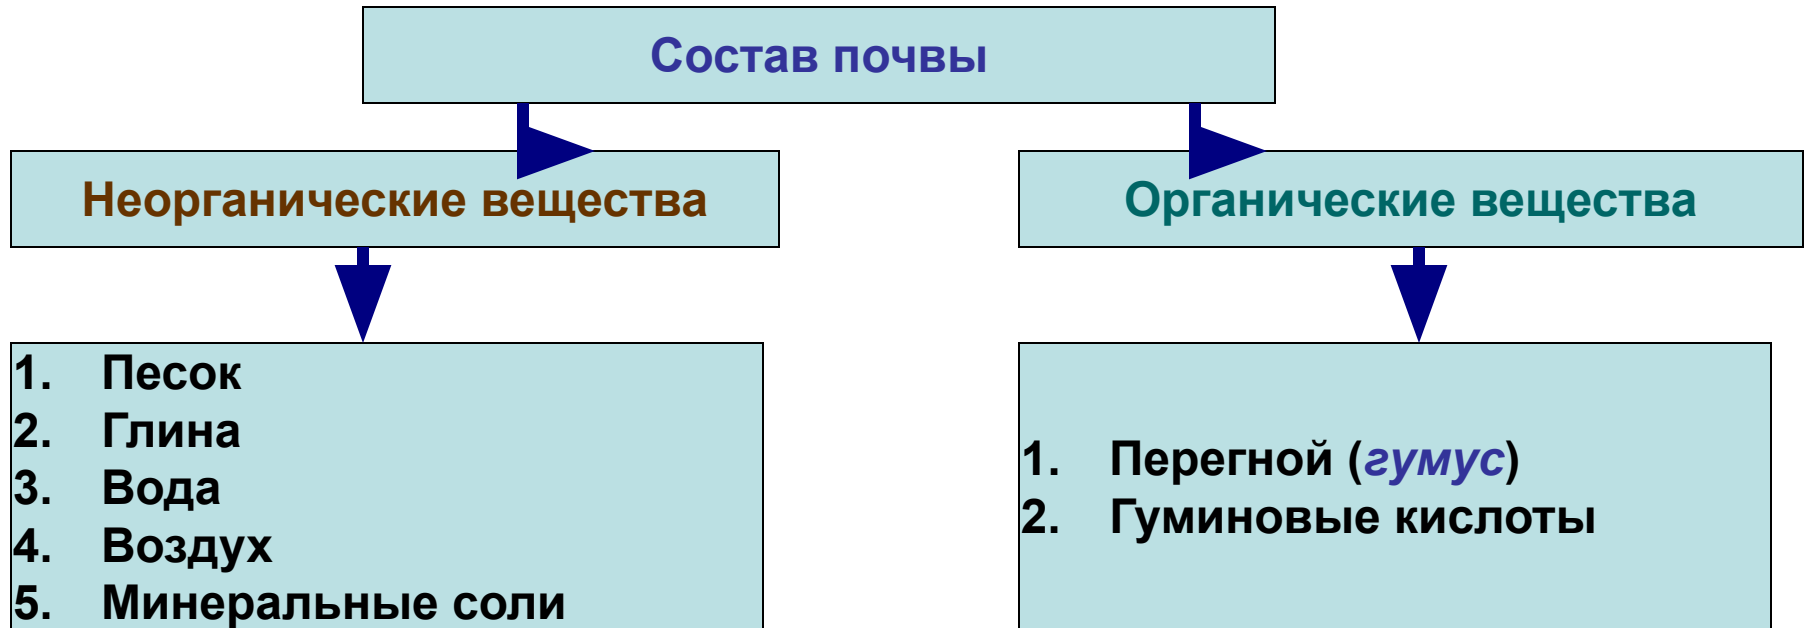 Состав почвы
Неорганические вещества
Органические вещества
1. Песок
2. Глина
3. Вода
4. Воздух
5. Минеральные соли
1. Перегной (гумус)
2. Гуминовые кислоты